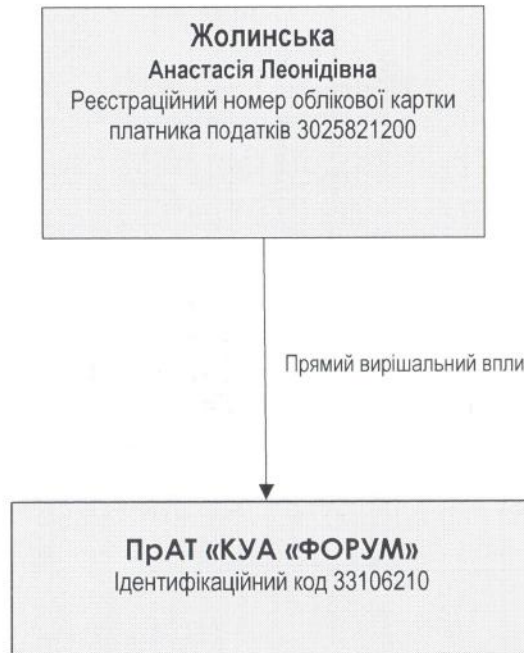 Жолинська
Анастасія Леонідівна
Реєстраційний номер облікової картки
платника податків 3025821200
Прямий вирішальний впли
ПрАТ «КУА «ФОРУМ»
Ідентифікаційний код 33106210